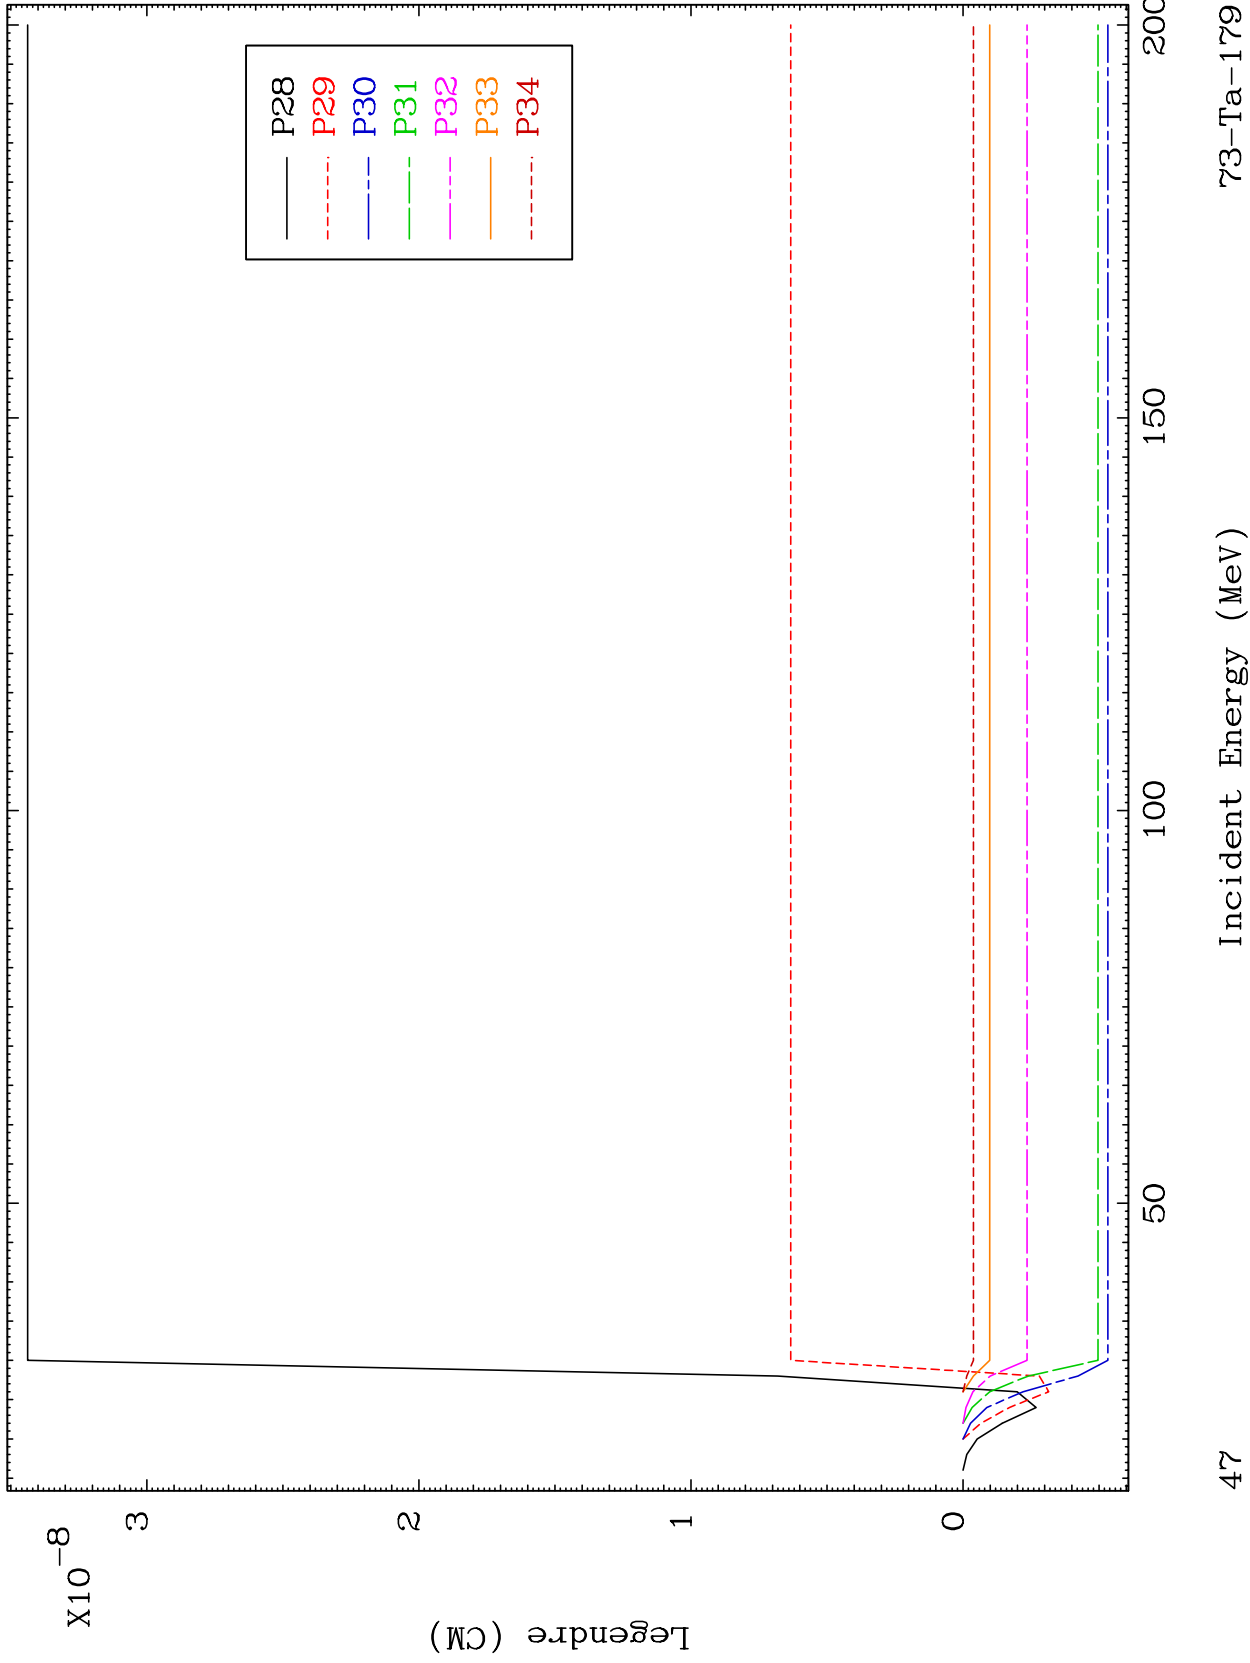 X10-8
3
2
1
0
Legendre (CM)
P28
P29
P30
P31
P32
P33
P34
50
100
150
200
Incident Energy (MeV)
47
73-Ta-179